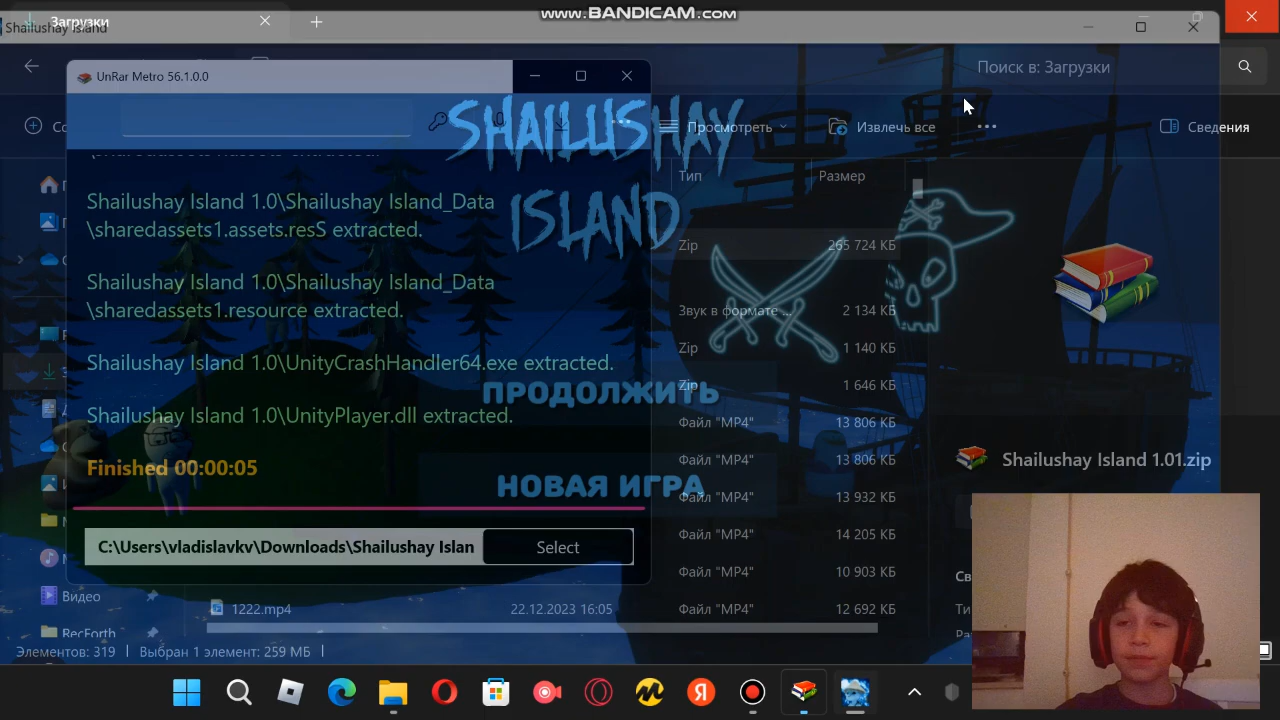 www.BANDICAM.com
Загрузки
Shailushay Island
UnRar Metro 56.1.0.0
Поиск в: Загрузки
SHAILUSHAY
ISLAND
Просмотреть
Извлечь все
Сведения
Тип
Размер
extracted.
Shailushay Island 1.0\Shailushay Island_Data
\sharedassets1.assets.resS extracted.
Shailushay Island 1.0\Shailushay Island_Data
\sharedassets1.resource extracted.
Shailushay Island 1.0\UnityCrashHandler64.exe extracted.
Shailushay Island 1.0\UnityPlayer.dll extracted.
Finished 00:00:05
C:\Users\vladislavkv\Downloads\Shailushay Islan
Select
ПРОДОЛЖИТЬ
НОВАЯ ИГРА
Zip 265 724 КБ
Звук в формате ... 2 134 КБ
Zip 1 140 КБ
Zip 1 646 КБ
Файл "MP4" 13 806 КБ
Файл "MP4" 13 806 КБ
Файл "MP4" 13 932 КБ
Файл "MP4" 14 205 КБ
Файл "MP4" 10 903 КБ
1222.mp4 22.12.2023 16:05 Файл "MP4" 12 692 КБ
Shailushay Island 1.01.zip
Видео
RecForth
Элементов: 319
Выбран 1 элемент: 259 МБ